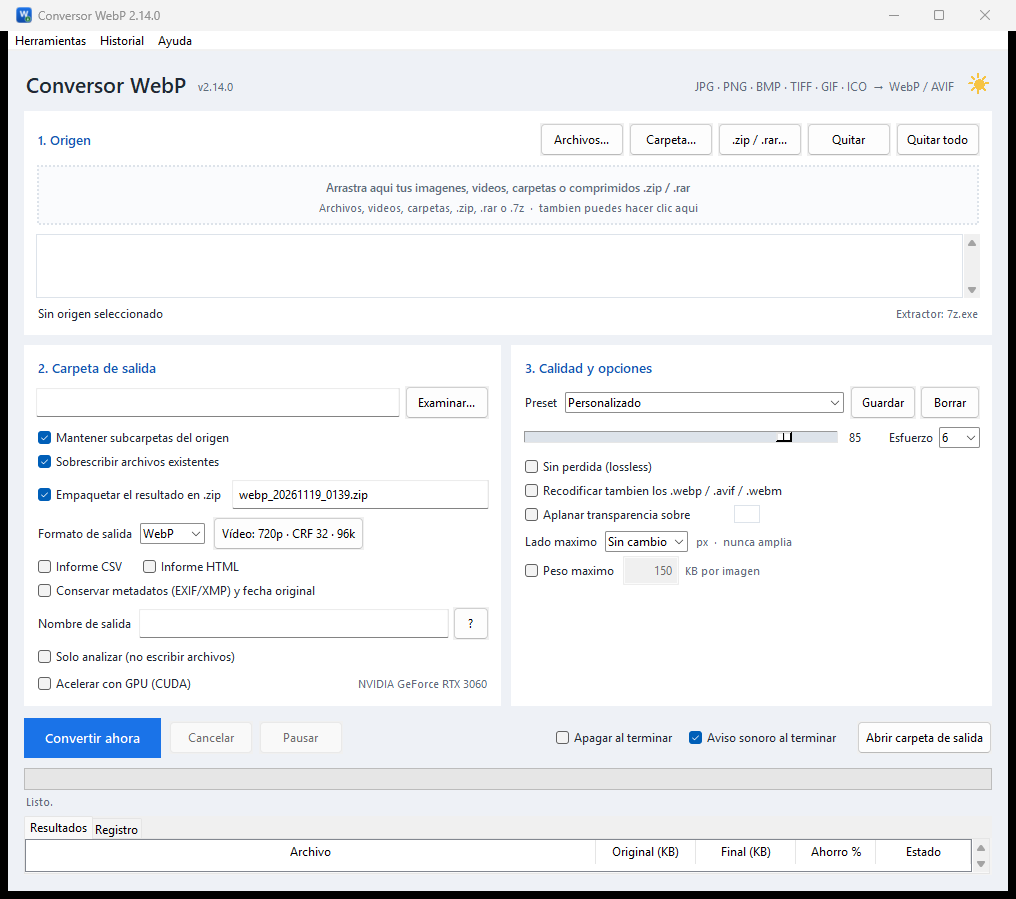 Conversor WebP 2.14.0
Herramientas Historial Ayuda
Conversor WebP v2.14.0 JPG · PNG · BMP · TIFF · GIF · ICO → WebP / AVIF
1. Origen Archivos... Carpeta... .zip / .rar... Quitar Quitar todo
Arrastra aqui tus imagenes, videos, carpetas o comprimidos .zip / .rar
Archivos, videos, carpetas, .zip, .rar o .7z · tambien puedes hacer clic aqui
Sin origen seleccionado Extractor: 7z.exe
2. Carpeta de salida
Examinar...
Mantener subcarpetas del origen
Sobrescribir archivos existentes
Empaquetar el resultado en .zip webp_20261119_0139.zip
Formato de salida WebP Vídeo: 720p · CRF 32 · 96k
Informe CSV Informe HTML
Conservar metadatos (EXIF/XMP) y fecha original
Nombre de salida ?
Solo analizar (no escribir archivos)
Acelerar con GPU (CUDA) NVIDIA GeForce RTX 3060
3. Calidad y opciones
Preset Personalizado Guardar Borrar
85 Esfuerzo 6
Sin perdida (lossless)
Recodificar tambien los .webp / .avif / .webm
Aplanar transparencia sobre
Lado maximo Sin cambio px · nunca amplia
Peso maximo 150 KB por imagen
Convertir ahora Cancelar Pausar Apagar al terminar Aviso sonoro al terminar Abrir carpeta de salida
Listo.
Resultados Registro
Archivo Original (KB) Final (KB) Ahorro % Estado